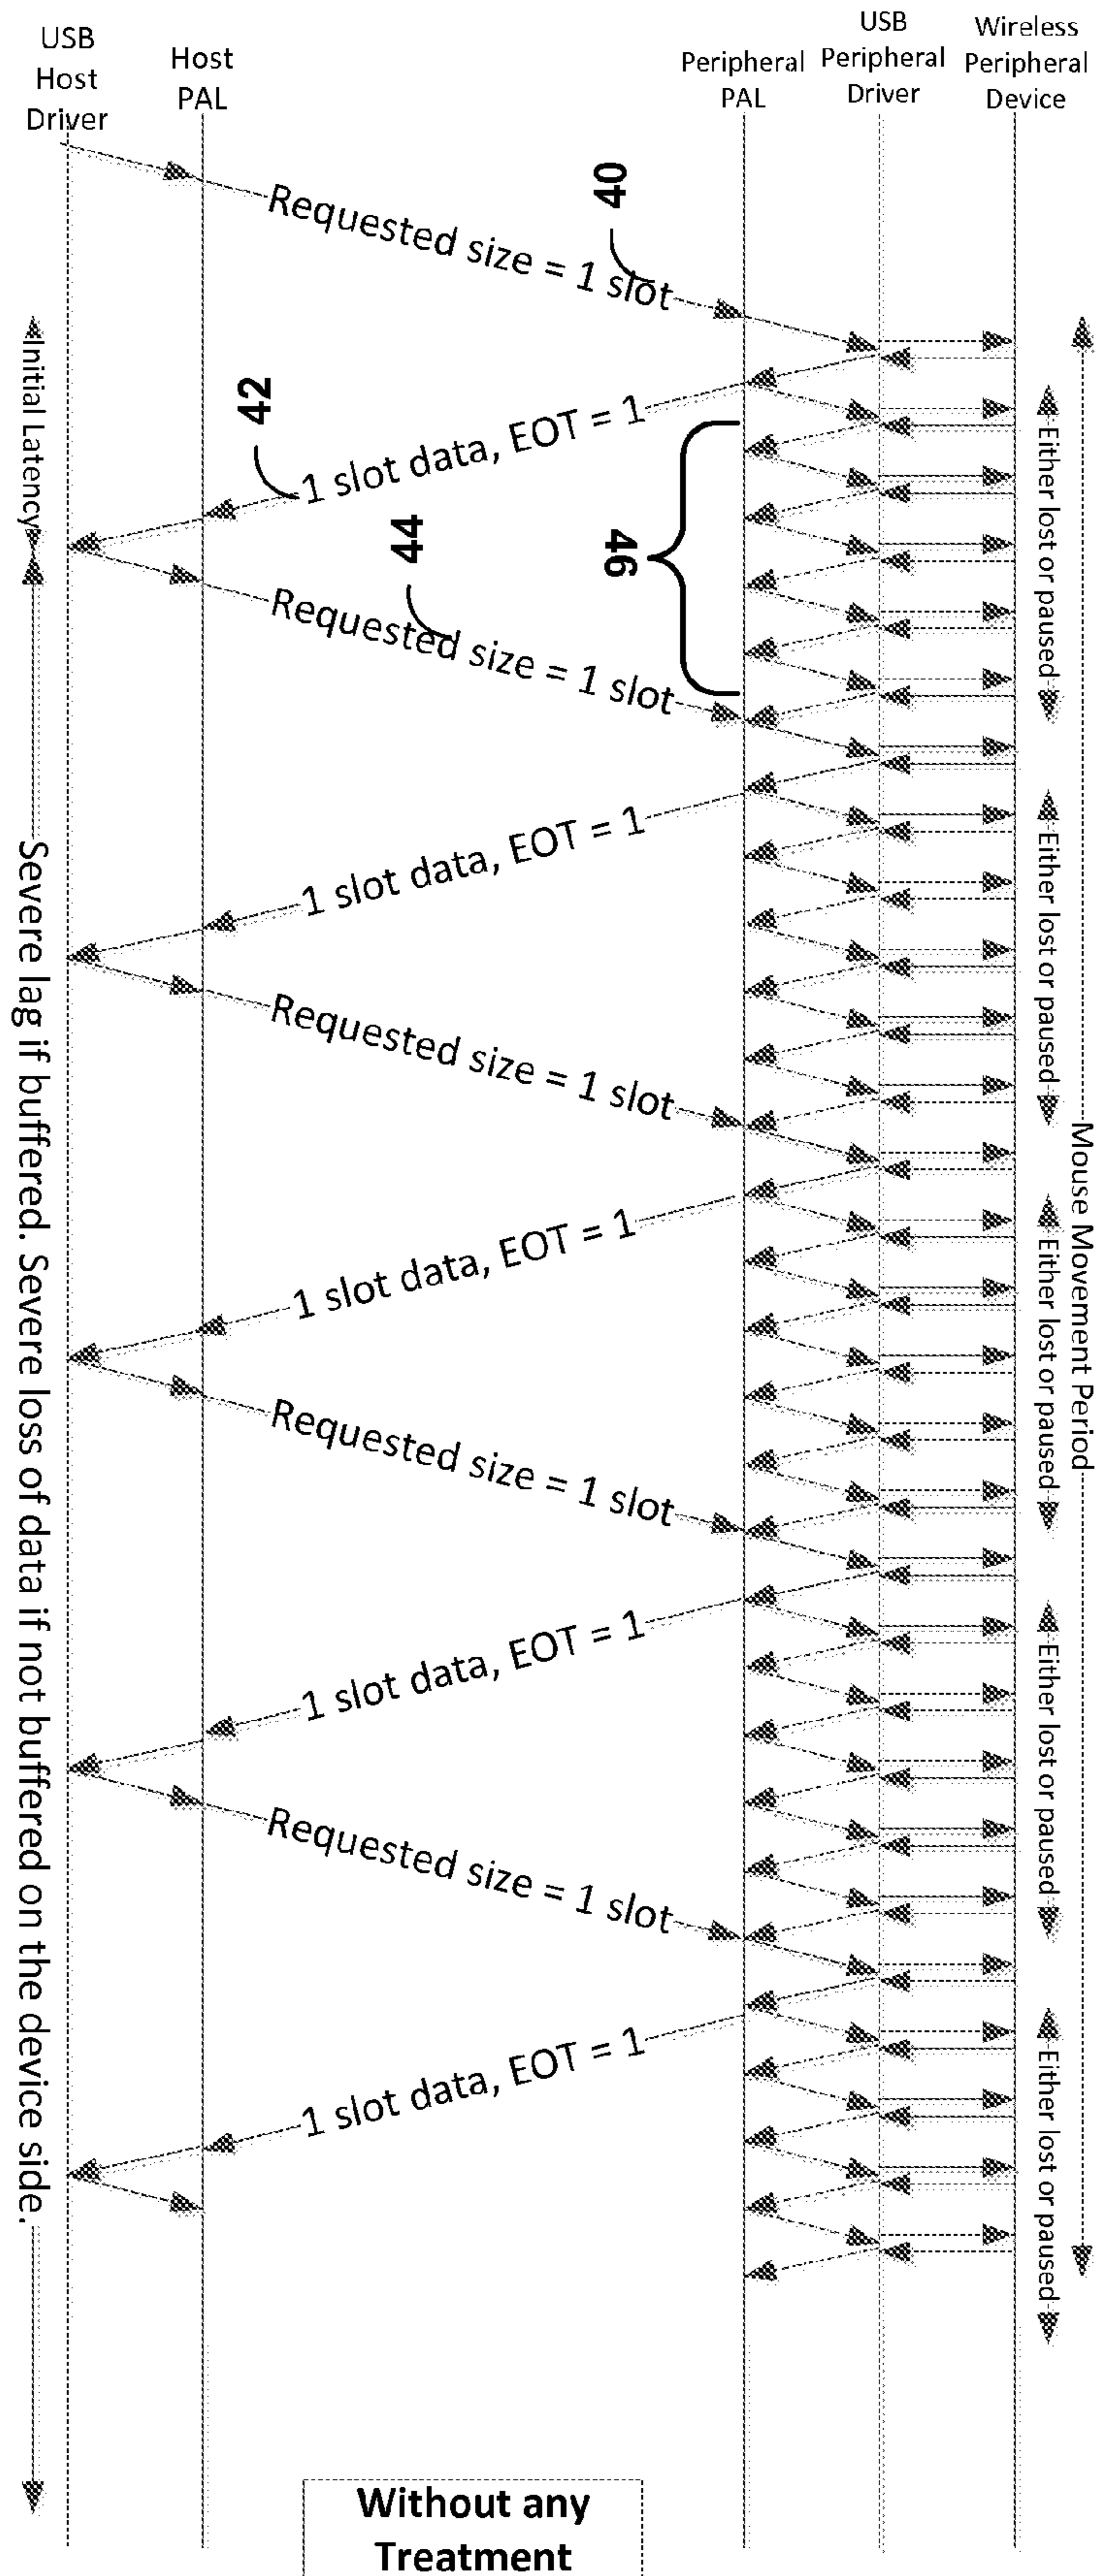 USB
Host
Driver
Host
PAL
Peripheral
PAL
USB
Peripheral
Driver
Wireless
Peripheral
Device
40
Requested size = 1 slot
Initial Latency
42
1 slot data, EOT = 1
44
46
Requested size = 1 slot
Either lost or paused
1 slot data, EOT = 1
Either lost or paused
Requested size = 1 slot
Mouse Movement Period
1 slot data, EOT = 1
Either lost or paused
Requested size = 1 slot
1 slot data, EOT = 1
Either lost or paused
Requested size = 1 slot
1 slot data, EOT = 1
Either lost or paused
Severe lag if buffered. Severe loss of data if not buffered on the device side.
Without any
Treatment